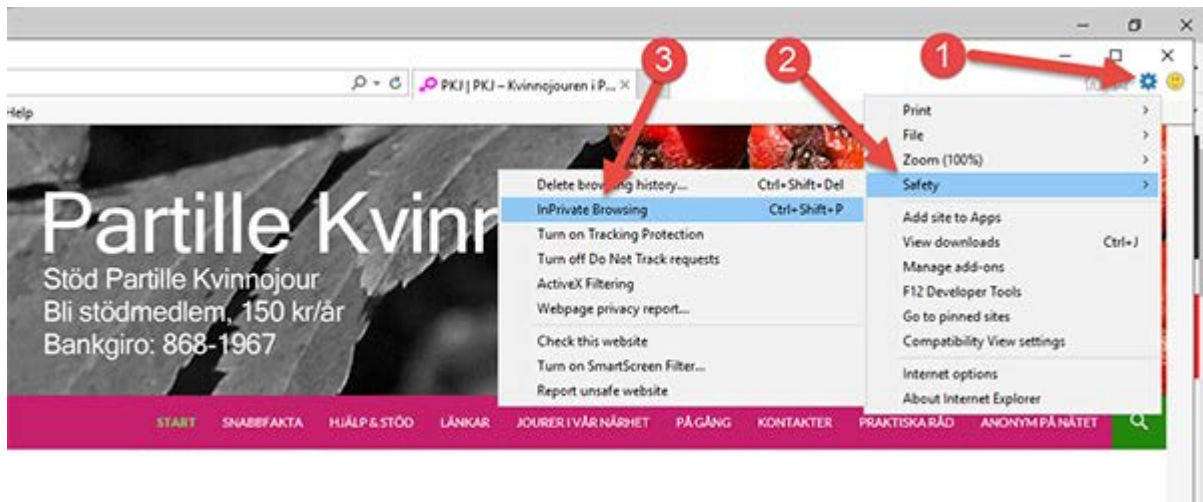 3
2
1
PKJ | PKJ – Kvinnojouren i P...
Help
Print
File
Zoom (100%)
Safety
Add site to Apps
View downloads Ctrl+J
Manage add-ons
F12 Developer Tools
Go to pinned sites
Compatibility View settings
Internet options
About Internet Explorer
Delete browsing history... Ctrl+Shift+Del
InPrivate Browsing Ctrl+Shift+P
Turn on Tracking Protection
Turn off Do Not Track requests
ActiveX Filtering
Webpage privacy report...
Check this website
Turn on SmartScreen Filter...
Report unsafe website
Partille Kvinn
Stöd Partille Kvinnojour
Bli stödmedlem, 150 kr/år
Bankgiro: 868-1967
START SNABBFAKTA HJÄLP & STÖD LÄNKAR JOURER I VÅR NÄRHET PÅ GÅNG KONTAKTER PRAKTISKA RÅD ANONYM PÅ NÄTET